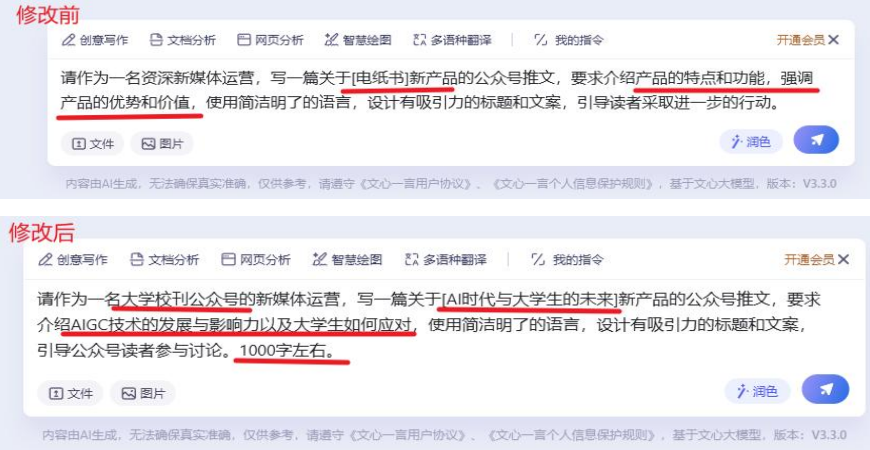 修改前
创意写作 文档分析 网页分析 智慧绘图 多语种翻译 我的指令 开通会员
请作为一名资深新媒体运营，写一篇关于[电纸书]新产品的公众号推文，要求介绍产品的特点和功能，强调
产品的优势和价值，使用简洁明了的语言，设计有吸引力的标题和文案，引导读者采取进一步的行动。
文件 图片 润色
内容由AI生成，无法确保真实准确，仅供参考，请遵守《文心一言用户协议》、《文心一言个人信息保护规则》，基于文心大模型，版本：V3.3.0
修改后
创意写作 文档分析 网页分析 智慧绘图 多语种翻译 我的指令 开通会员
请作为一名大学校刊公众号的新媒体运营，写一篇关于[AI时代与大学生的未来]新产品的公众号推文，要求
介绍AIGC技术的发展与影响力以及大学生如何应对，使用简洁明了的语言，设计有吸引力的标题和文案，
引导公众号读者参与讨论。1000字左右。
文件 图片 润色
内容由AI生成，无法确保真实准确，仅供参考，请遵守《文心一言用户协议》、《文心一言个人信息保护规则》，基于文心大模型，版本：V3.3.0